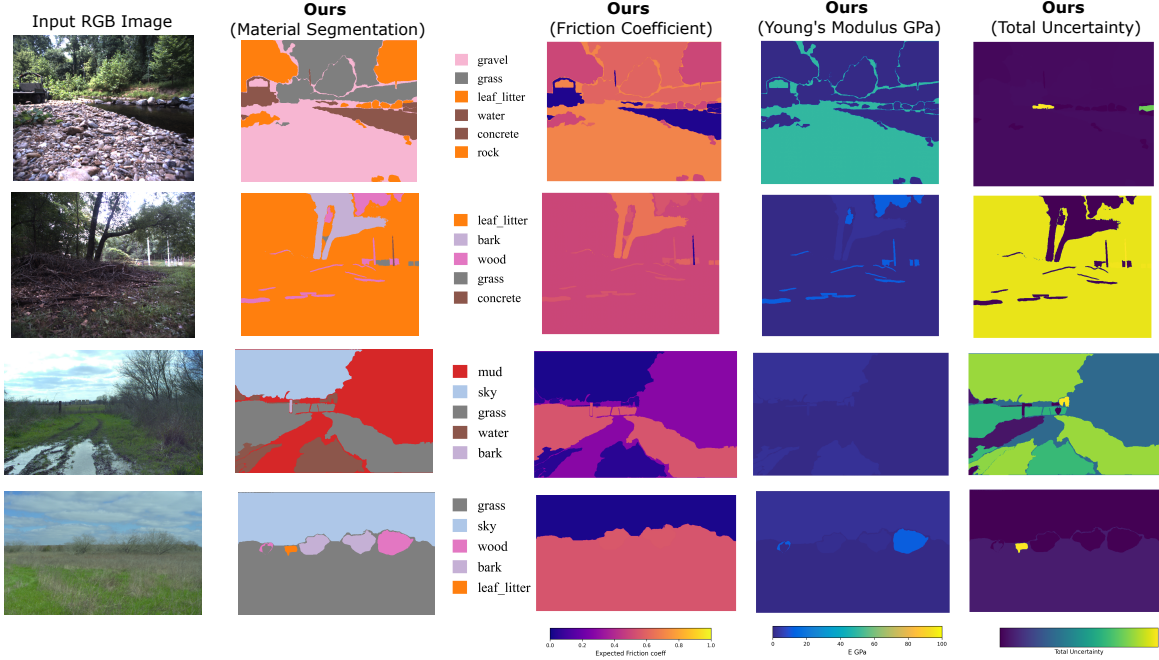 Input RGB Image
Ours
(Material Segmentation)
Ours
(Friction Coefficient)
Ours
(Young's Modulus GPa)
Ours
(Total Uncertainty)
gravel
grass
leaf_litter
water
concrete
rock
leaf_litter
bark
wood
grass
concrete
mud
sky
grass
water
bark
grass
sky
wood
bark
leaf_litter
0.0 0.2 0.4 0.6 0.8 1.0
Expected Friction coeff
0 20 40 60 80 100
E GPa
Total Uncertainty